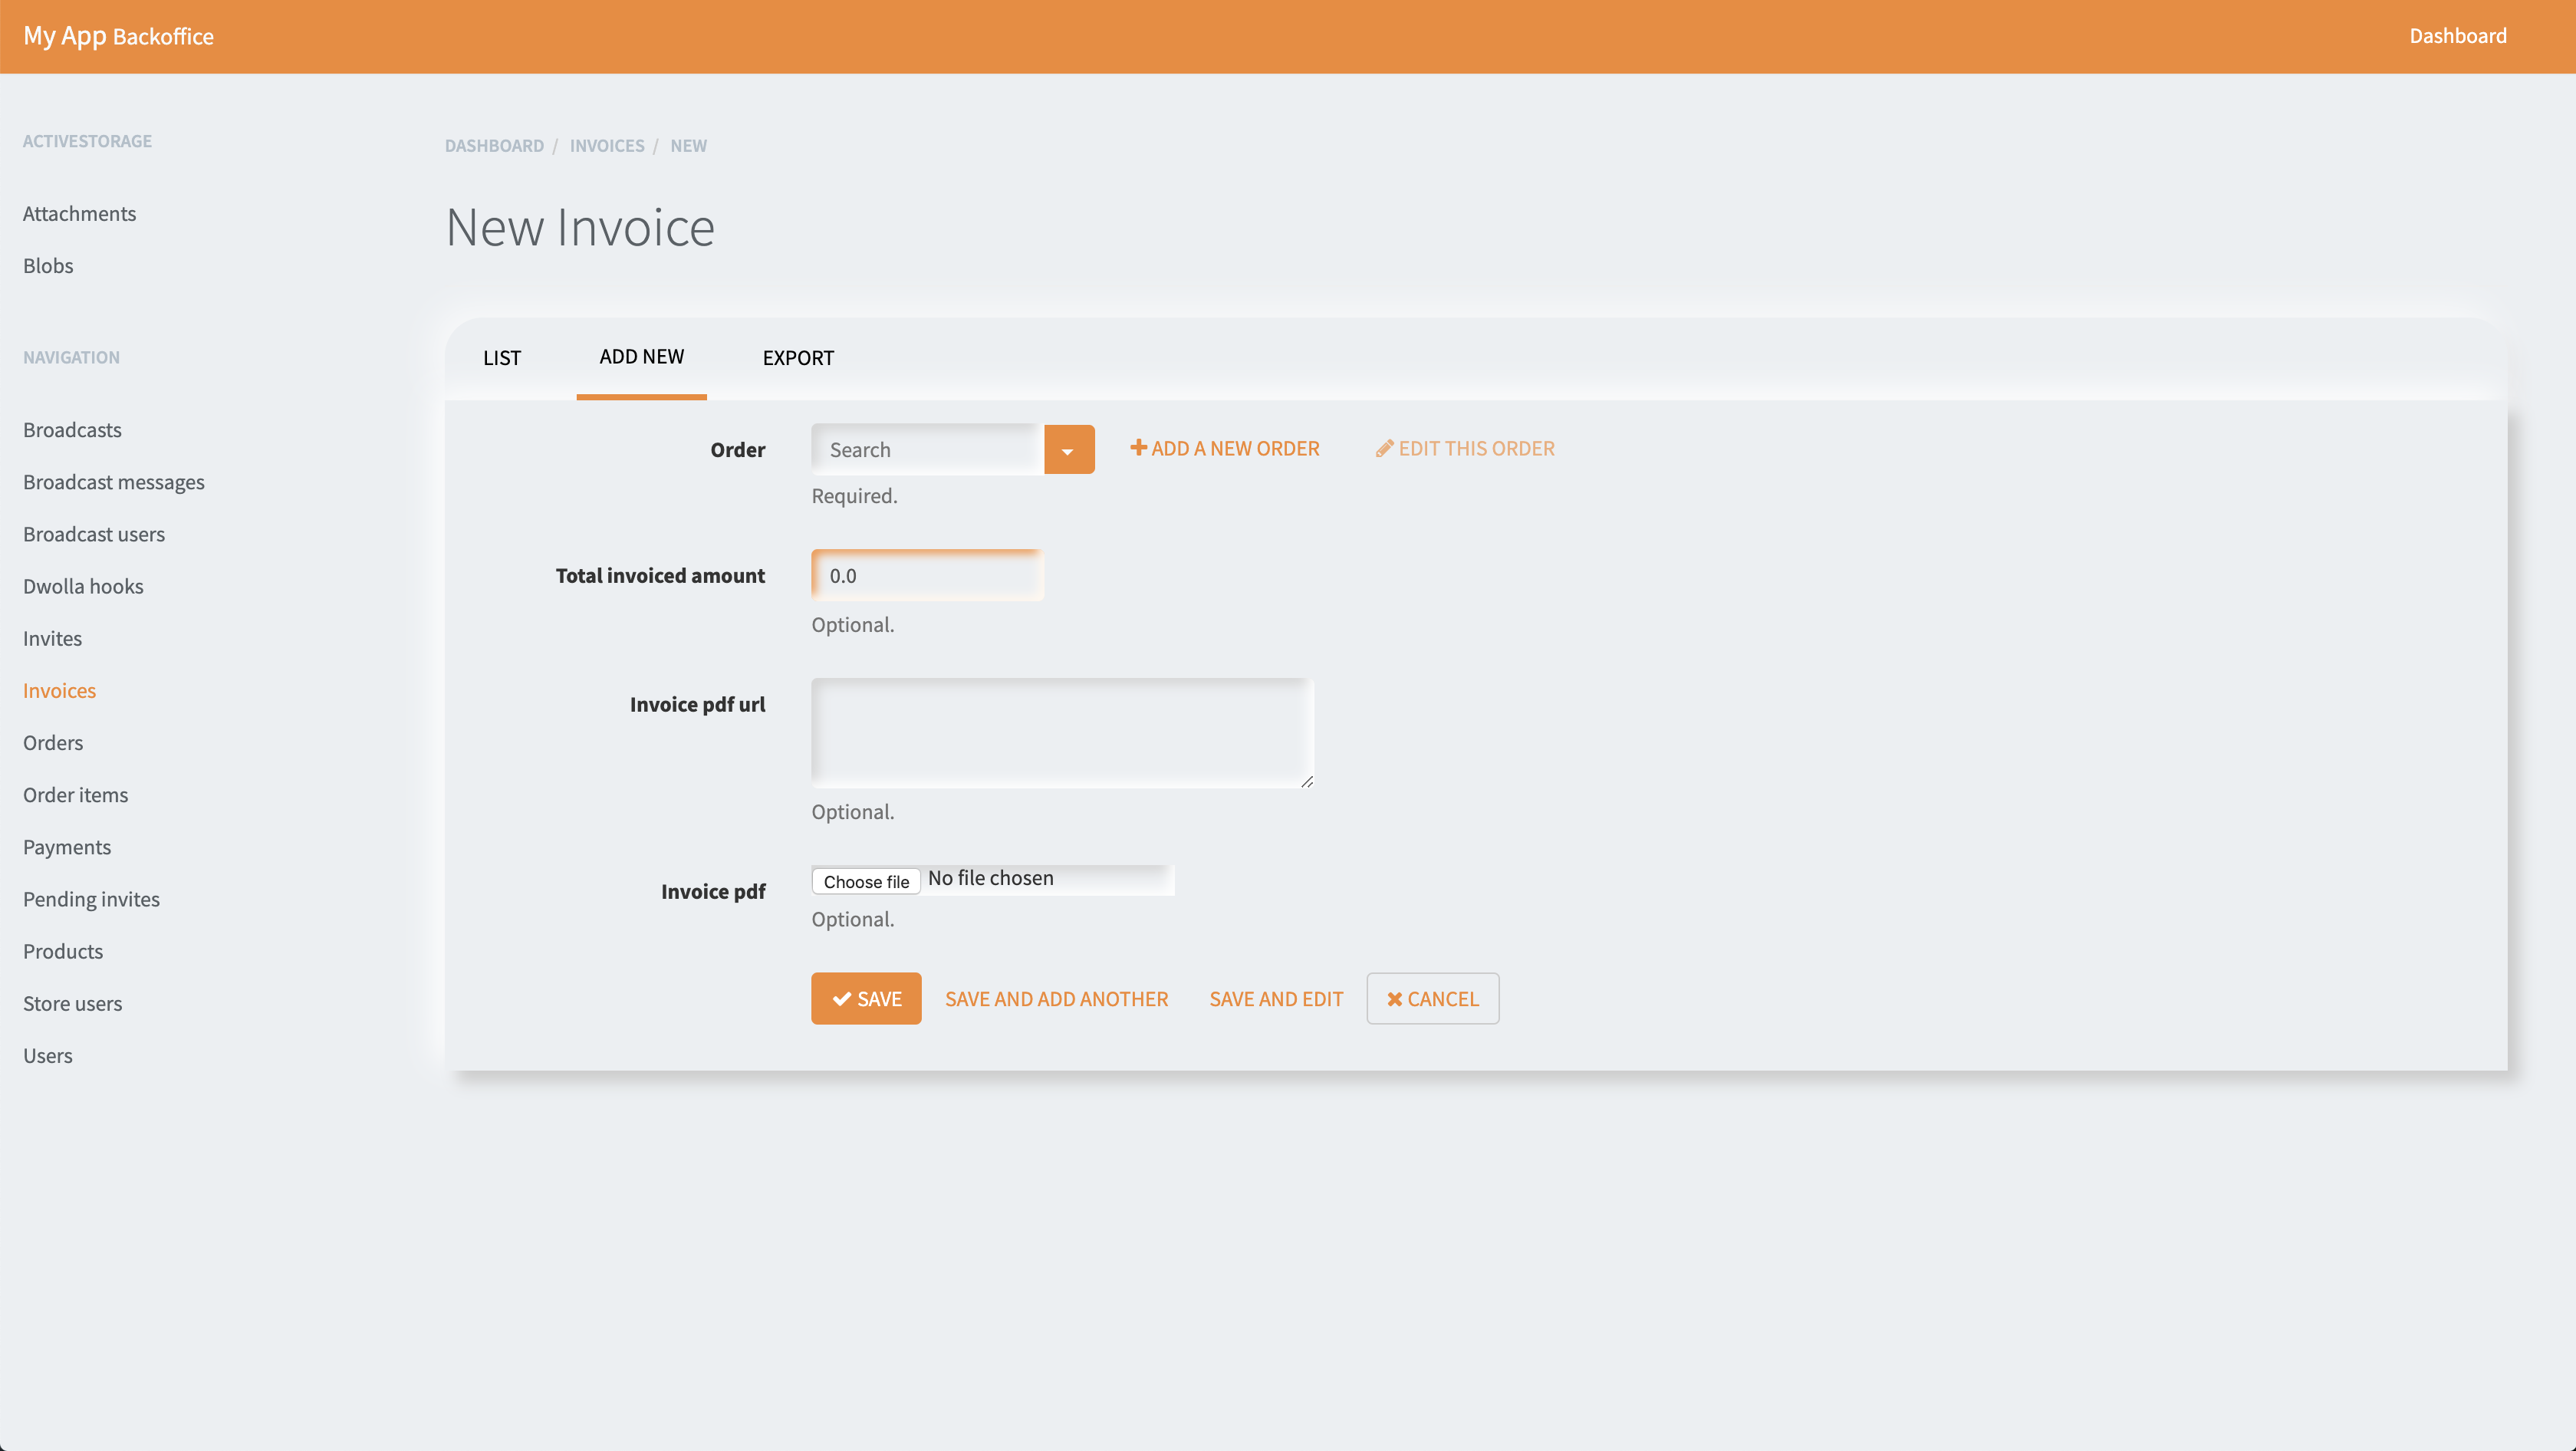 My App Backoffice
Dashboard
ACTIVESTORAGE
Attachments
Blobs
NAVIGATION
Broadcasts
Broadcast messages
Broadcast users
Dwolla hooks
Invites
Invoices
Orders
Order items
Payments
Pending invites
Products
Store users
Users
DASHBOARD / INVOICES / NEW
New Invoice
LIST ADD NEW EXPORT
Order Search ADD A NEW ORDER EDIT THIS ORDER
Required.
Total invoiced amount 0.0
Optional.
Invoice pdf url
Optional.
Invoice pdf Choose file No file chosen
Optional.
SAVE SAVE AND ADD ANOTHER SAVE AND EDIT CANCEL